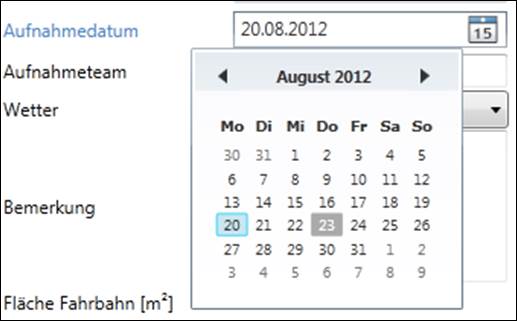 Aufnahmedatum 20.08.2012 15
Aufnahmeteam
August 2012
Wetter
Mo Di Mi Do Fr Sa So
30 31 1 2 3 4 5
6 7 8 9 10 11 12
13 14 15 16 17 18 19
Bemerkung
20 21 22 23 24 25 26
27 28 29 30 31 1 2
3 4 5 6 7 8 9
Fläche Fahrbahn [m²]